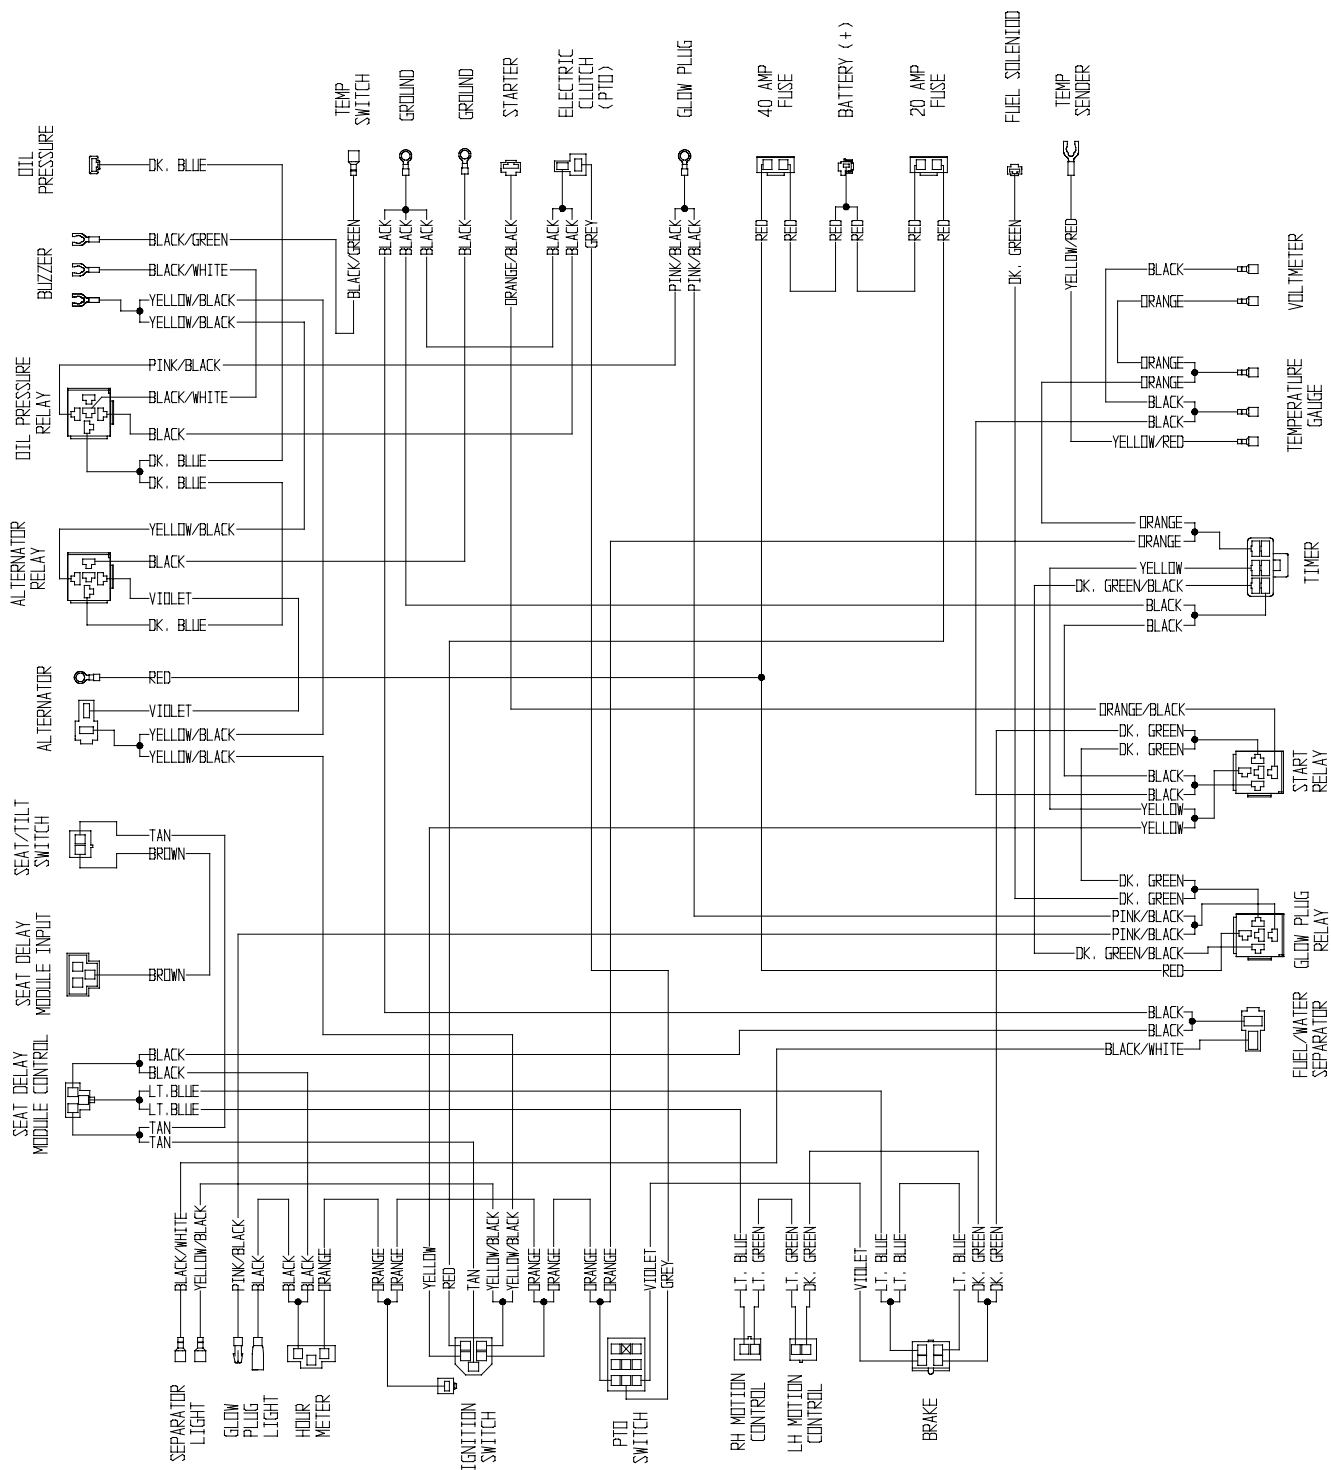 OIL
PRESSURE
BUZZER
OIL PRESSURE
RELAY
ALTERNATOR
RELAY
ALTERNATOR
SEAT/TILT
SWITCH
SEAT DELAY
MODULE INPUT
SEAT DELAY
MODULE CONTROL
TEMP
SWITCH
GROUND
GROUND
STARTER
ELECTRIC
CLUTCH
(PTO)
GLOW PLUG
40 AMP
FUSE
BATTERY (+)
20 AMP
FUSE
FUEL SOLENIOD
TEMP
SENDER
VOLTMETER
TEMPERATURE
GAUGE
TIMER
START
RELAY
GLOW PLUG
RELAY
FUEL/WATER
SEPARATOR
DK. BLUE
BLACK/GREEN
BLACK/WHITE
YELLOW/BLACK
YELLOW/BLACK
PINK/BLACK
BLACK/WHITE
BLACK
DK. BLUE
DK. BLUE
YELLOW/BLACK
BLACK
VIOLET
DK. BLUE
RED
VIOLET
YELLOW/BLACK
YELLOW/BLACK
TAN
BROWN
BROWN
BLACK
BLACK
LT.BLUE
LT.BLUE
TAN
TAN
BLACK/GREEN
BLACK
BLACK
BLACK
BLACK
ORANGE/BLACK
BLACK
BLACK
GREY
PINK/BLACK
PINK/BLACK
RED
RED
RED
RED
RED
RED
DK. GREEN
YELLOW/RED
BLACK
ORANGE
ORANGE
ORANGE
BLACK
BLACK
YELLOW/RED
ORANGE
ORANGE
YELLOW
DK. GREEN/BLACK
BLACK
BLACK
ORANGE/BLACK
DK. GREEN
DK. GREEN
BLACK
BLACK
YELLOW
YELLOW
DK. GREEN
DK. GREEN
PINK/BLACK
PINK/BLACK
DK. GREEN/BLACK
RED
BLACK
BLACK
BLACK/WHITE
BLACK/WHITE
YELLOW/BLACK
PINK/BLACK
BLACK
BLACK
BLACK
ORANGE
ORANGE
ORANGE
YELLOW
RED
TAN
YELLOW/BLACK
YELLOW/BLACK
ORANGE
ORANGE
ORANGE
ORANGE
VIOLET
GREY
LT. BLUE
LT. GREEN
LT. GREEN
DK. GREEN
VIOLET
LT. BLUE
LT. BLUE
LT. BLUE
DK. GREEN
DK. GREEN
SEPARATOR
LIGHT
GLOW
PLUG
LIGHT
HOUR
METER
IGNITION
SWITCH
PTO
SWITCH
RH MOTION
CONTROL
LH MOTION
CONTROL
BRAKE